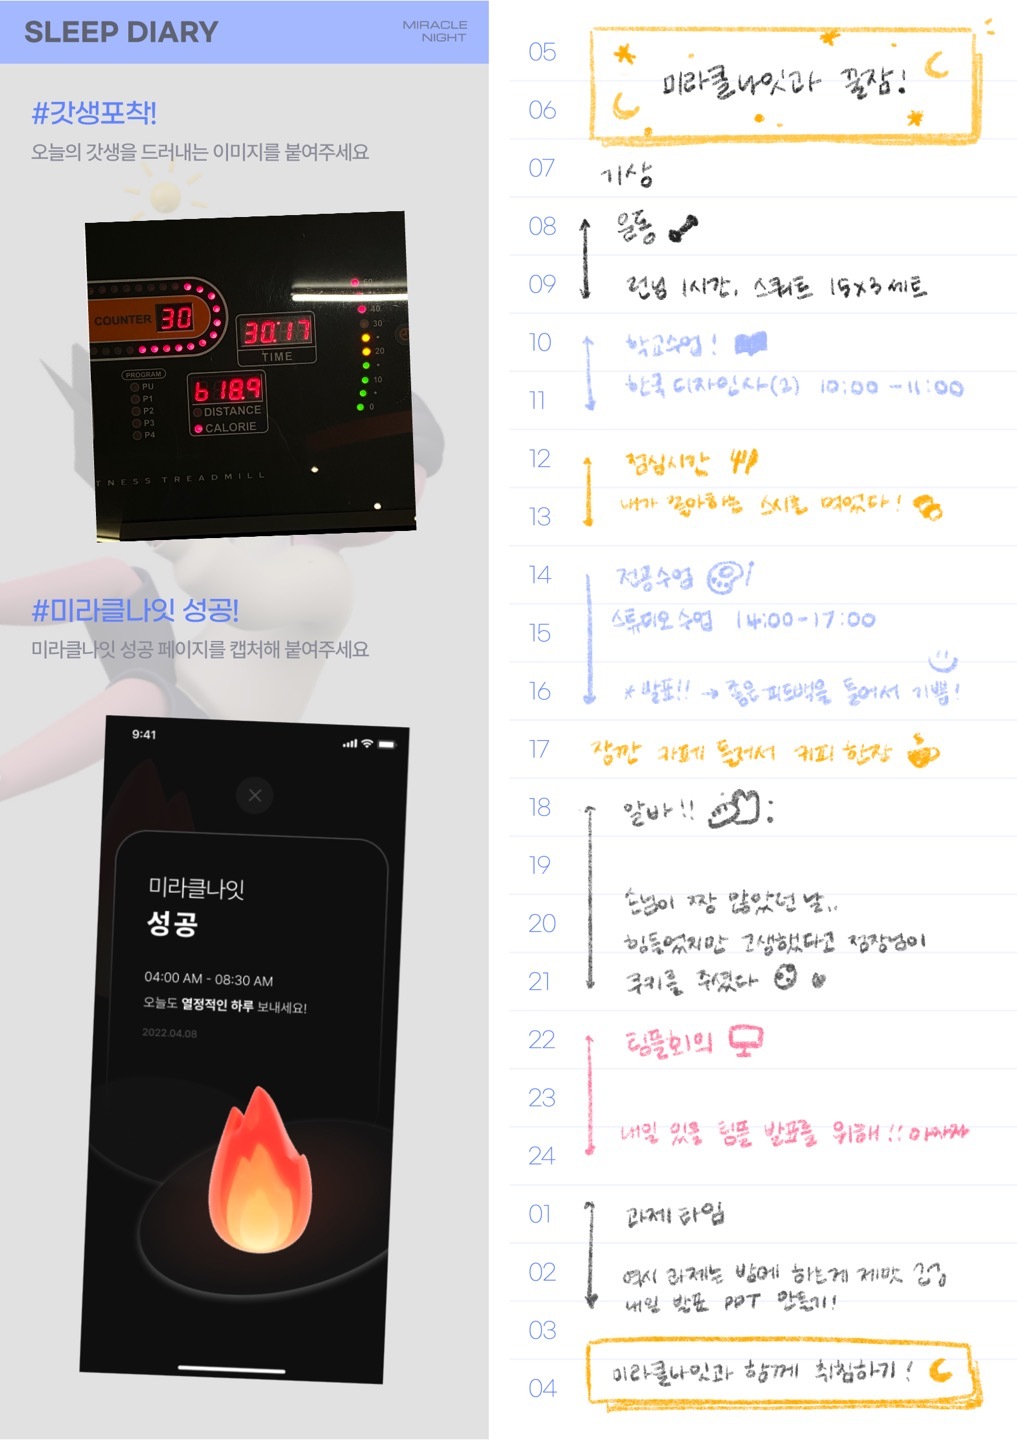 SLEEP DIARY
MIRACLE
NIGHT
#갓생포착!
오늘의 갓생을 드러내는 이미지를 붙여주세요
COUNTER 30
30.17
TIME
618.9
DISTANCE
CALORIE
PROGRAM
PU
P1
P2
P3
P4
40
30
20
10
0
TNESS TREADMILL
#미라클나잇 성공!
미라클나잇 성공 페이지를 캡처해 붙여주세요
9:41
미라클나잇
성공
04:00 AM - 08:30 AM
오늘도 열정적인 하루 보내세요!
2022.04.08
05
미라클나잇과 꿀잠!
06
07 기상
08 운동
09 런닝 1시간, 스쿼트 15x3세트
10 학교수업!
11 한국디자인사(2) 10:00-11:00
12 점심시간
13 내가 좋아하는 스시를 먹었다!
14 전공수업
15 스튜디오 수업 14:00-17:00
16 *발표!! → 좋은 피드백을 들어서 기쁨!
17 잠깐 카페 들러서 커피 한잔
18 알바!!
19
손님이 짱 많았던 날..
20
힘들었지만 고생했다고 점장님이
21 쿠키를 주셨다
22 팀플회의
23
내일 있을 팀플 발표를 위해!! 아자자
24
01 과제타임
02 역시 과제는 밤에 하는게 제맛
내일 발표 PPT 만들기!
03
미라클나잇과 함께 취침하기!
04